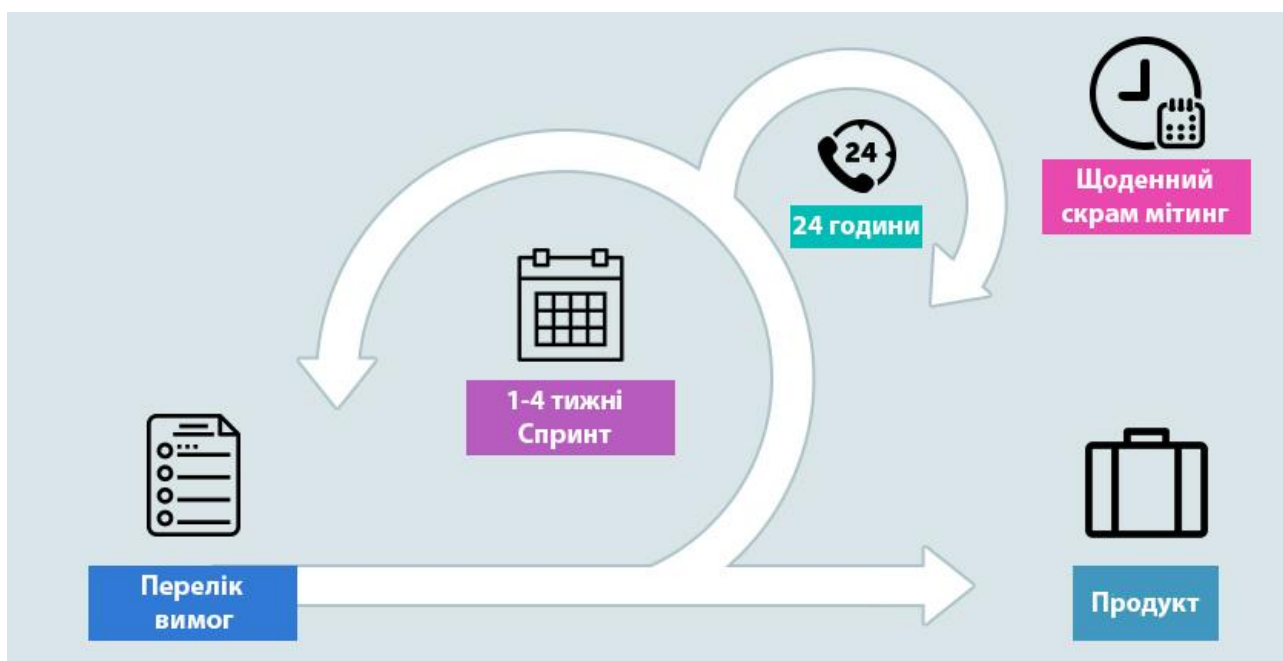 Щоденний
скрам мітинг
24
24 години
1-4 тижні
Спринт
Перелік
вимог
Продукт